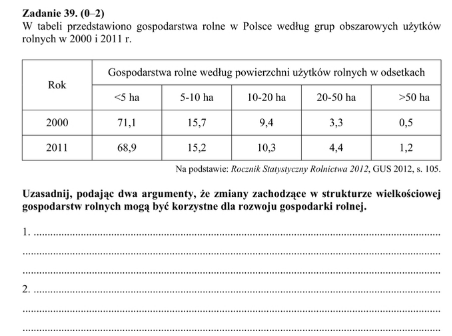 Zadanie 39. (0–2)
W tabeli przedstawiono gospodarstwa rolne w Polsce według grup obszarowych użytków
rolnych w 2000 i 2011 r.
Rok
Gospodarstwa rolne według powierzchni użytków rolnych w odsetkach
<5 ha 5-10 ha 10-20 ha 20-50 ha >50 ha
2000 71,1 15,7 9,4 3,3 0,5
2011 68,9 15,2 10,3 4,4 1,2
Na podstawie: Rocznik Statystyczny Rolnictwa 2012, GUS 2012, s. 105.
Uzasadnij, podając dwa argumenty, że zmiany zachodzące w strukturze wielkościowej
gospodarstw rolnych mogą być korzystne dla rozwoju gospodarki rolnej.
1. ....................................................................................................
....................................................................................................
....................................................................................................
2. ....................................................................................................
....................................................................................................
....................................................................................................